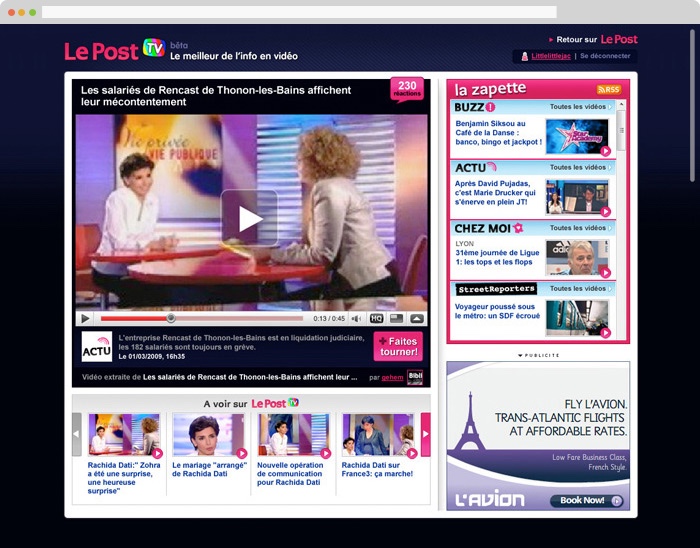 Le Post TV bêta
Le meilleur de l'info en vidéo
Retour sur Le Post
Littlelittlejac | Se déconnecter
Les salariés de Rencast de Thonon-les-Bains affichent
leur mécontentement
230
réactions
vie privée
VIE PUBLIQUE
0:13 / 0:45
HQ
ACTU
L'entreprise Rencast de Thonon-les-Bains est en liquidation judiciaire,
les 182 salariés sont toujours en grève.
Le 01/03/2009, 16h35
+ Faites
tourner!
Vidéo extraite de Les salariés de Rencast de Thonon-les-Bains affichent leur ...
par gehem
A voir sur Le Post TV
Rachida Dati:" Zohra
a été une surprise,
une heureuse
surprise"
Le mariage "arrangé"
de Rachida Dati
Nouvelle opération
de communication
pour Rachida Dati
Rachida Dati sur
France3: ça marche!
la zapette
RSS
BUZZ!
Toutes les vidéos
Benjamin Siksou au
Café de la Danse :
banco, bingo et jackpot !
Star
Academy
ACTU
Toutes les vidéos
Après David Pujadas,
c'est Marie Drucker qui
s'énerve en plein JT!
CHEZ MOI
Toutes les vidéos
LYON
31ème journée de Ligue
1: les tops et les flops
adidas
StreetReporters
Toutes les vidéos
Voyageur poussé sous
le métro: un SDF écroué
PUBLICITE
FLY L'AVION.
TRANS-ATLANTIC FLIGHTS
AT AFFORDABLE RATES.
Low Fare Business Class,
French Style.
L'AVION
Book Now!